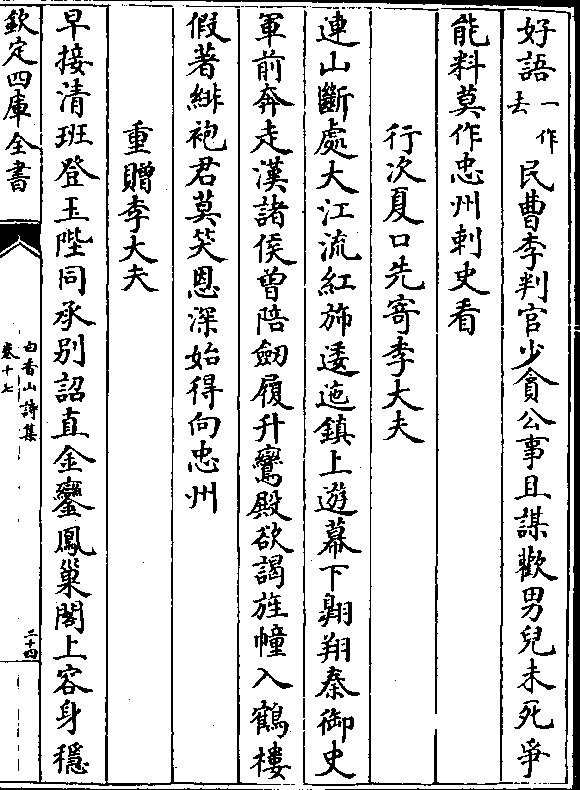 好語一作去民曹李判官少貪公事且謀歡男兒未死爭
能料莫作忠州刺史看
行次夏口先寄李大夫
連山斷處大江流紅斾逶迤鎮上遊幕下翺翔秦御史
軍前奔走漢諸侯曾陪劒履升鸞殿欲謁旌幢入鶴樓
假著緋袍君莫笑恩深始得向忠州
重贈李大夫
早接清班登玉陛同承别詔直金鑾鳳巢閣上容身穩
欽定四庫全書
白香山詩集
卷十七
二十四